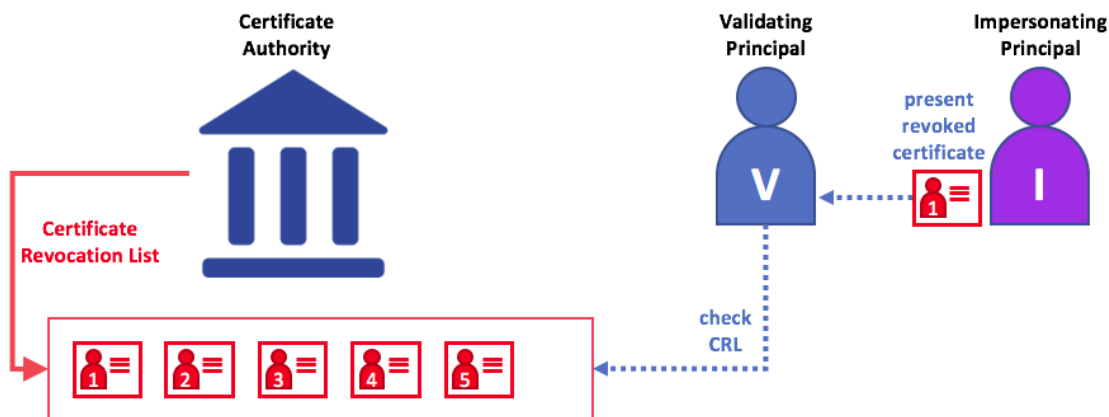 Certificate
Authority
Validating
Principal
Impersonating
Principal
present
revoked
certificate
V
1
I
Certificate
Revocation List
check
CRL
1
2
3
4
5